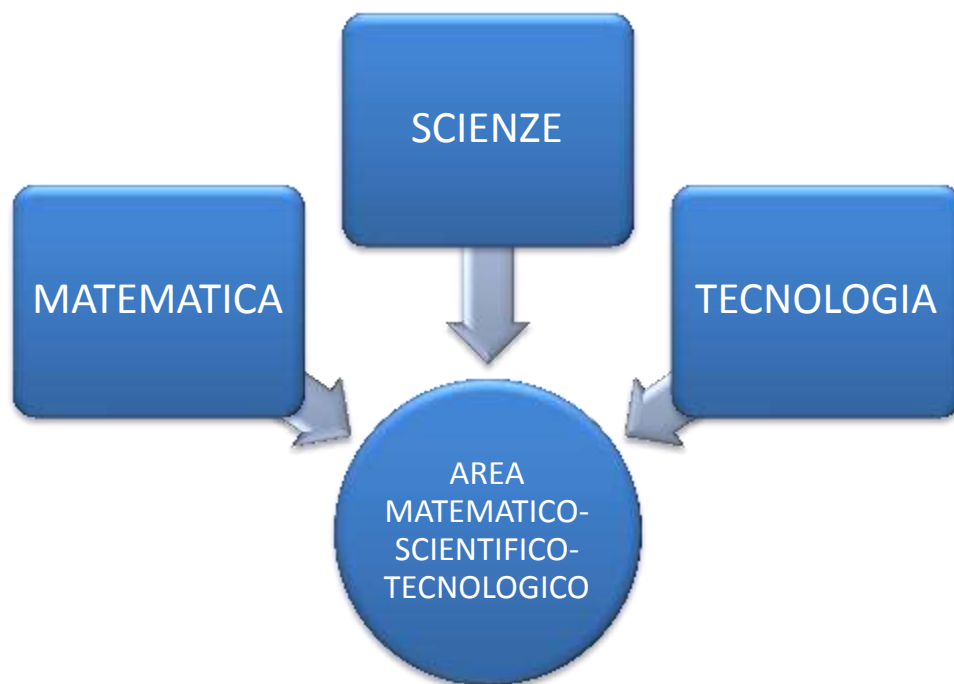 SCIENZE
MATEMATICA
TECNOLOGIA
AREA
MATEMATICO-
SCIENTIFICO-
TECNOLOGICO